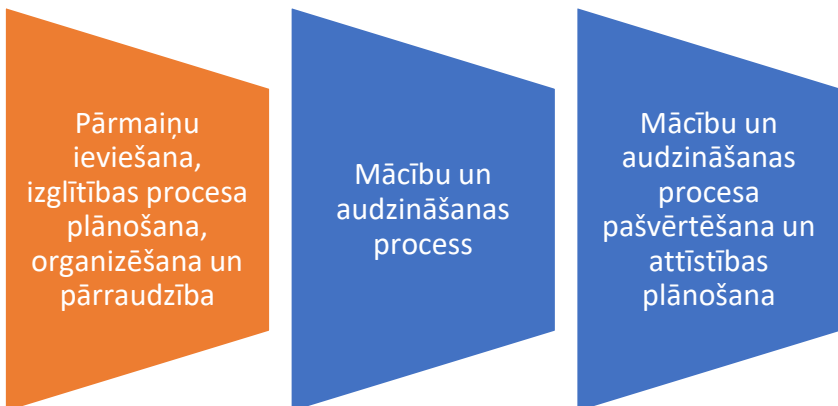 Pārmaiņu
ieviešana,
izglītības procesa
plānošana,
organizēšana un
pārraudzība
Mācību un
audzināšanas
process
Mācību un
audzināšanas
procesa
pašvērtēšana un
attīstības
plānošana